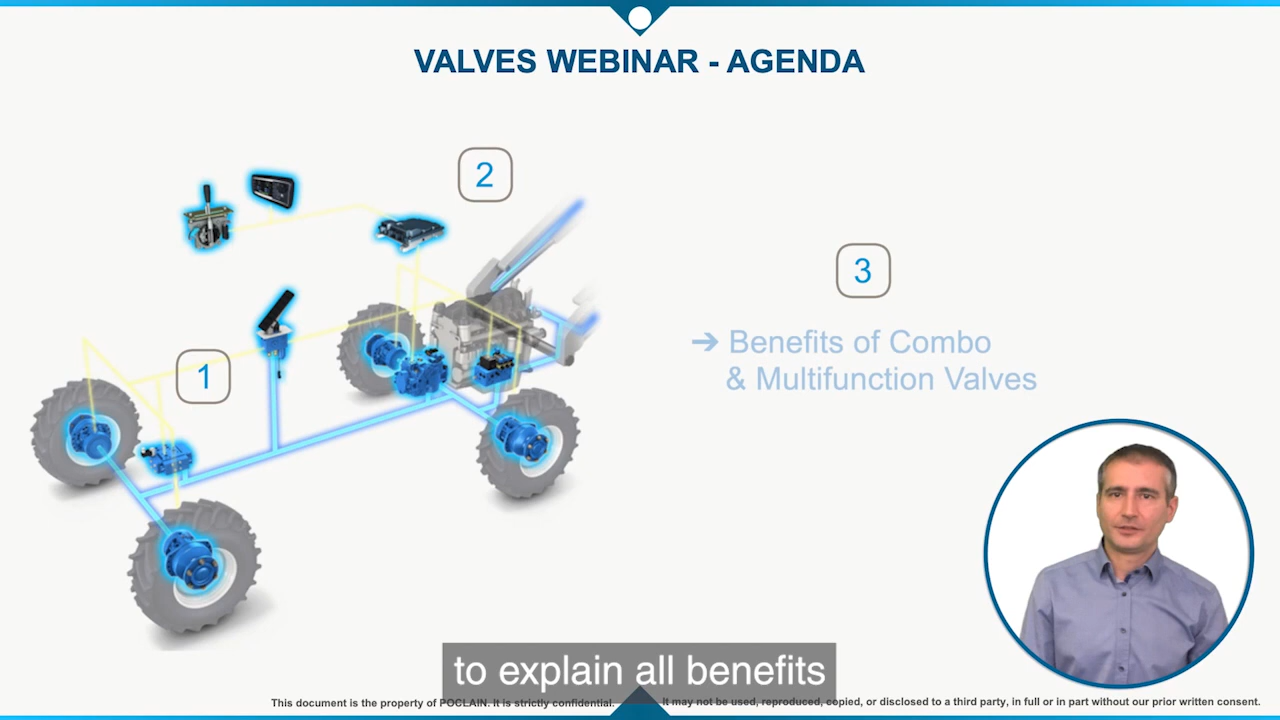 VALVES WEBINAR - AGENDA
2
3
➔ Benefits of Combo
& Multifunction Valves
1
to explain all benefits
This document is the property of POCLAIN. It is strictly confidential. It may not be used, reproduced, copied, or disclosed to a third party, in full or in part without our prior written consent.